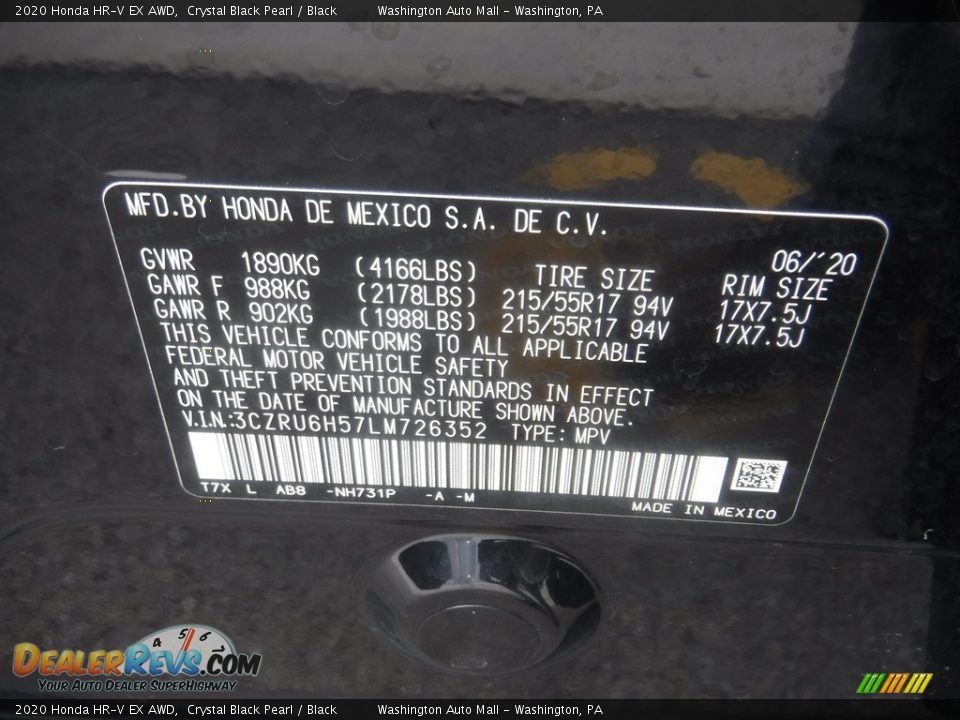 2020 Honda HR-V EX AWD, Crystal Black Pearl / Black Washington Auto Mall - Washington, PA
MFD.BY HONDA DE MEXICO S.A. DE C.V.
06/'20
GVWR 1890KG (4166LBS) TIRE SIZE RIM SIZE
GAWR F 988KG (2178LBS) 215/55R17 94V 17X7.5J
GAWR R 902KG (1988LBS) 215/55R17 94V 17X7.5J
THIS VEHICLE CONFORMS TO ALL APPLICABLE
FEDERAL MOTOR VEHICLE SAFETY
AND THEFT PREVENTION STANDARDS IN EFFECT
ON THE DATE OF MANUFACTURE SHOWN ABOVE.
V.I.N.:3CZRU6H57LM726352 TYPE: MPV
T7X L AB8 -NH731P -A -M
MADE IN MEXICO
4 5 6
DEALERREVS.COM
YOUR AUTO DEALER SUPERHIGHWAY
2020 Honda HR-V EX AWD, Crystal Black Pearl / Black Washington Auto Mall - Washington, PA